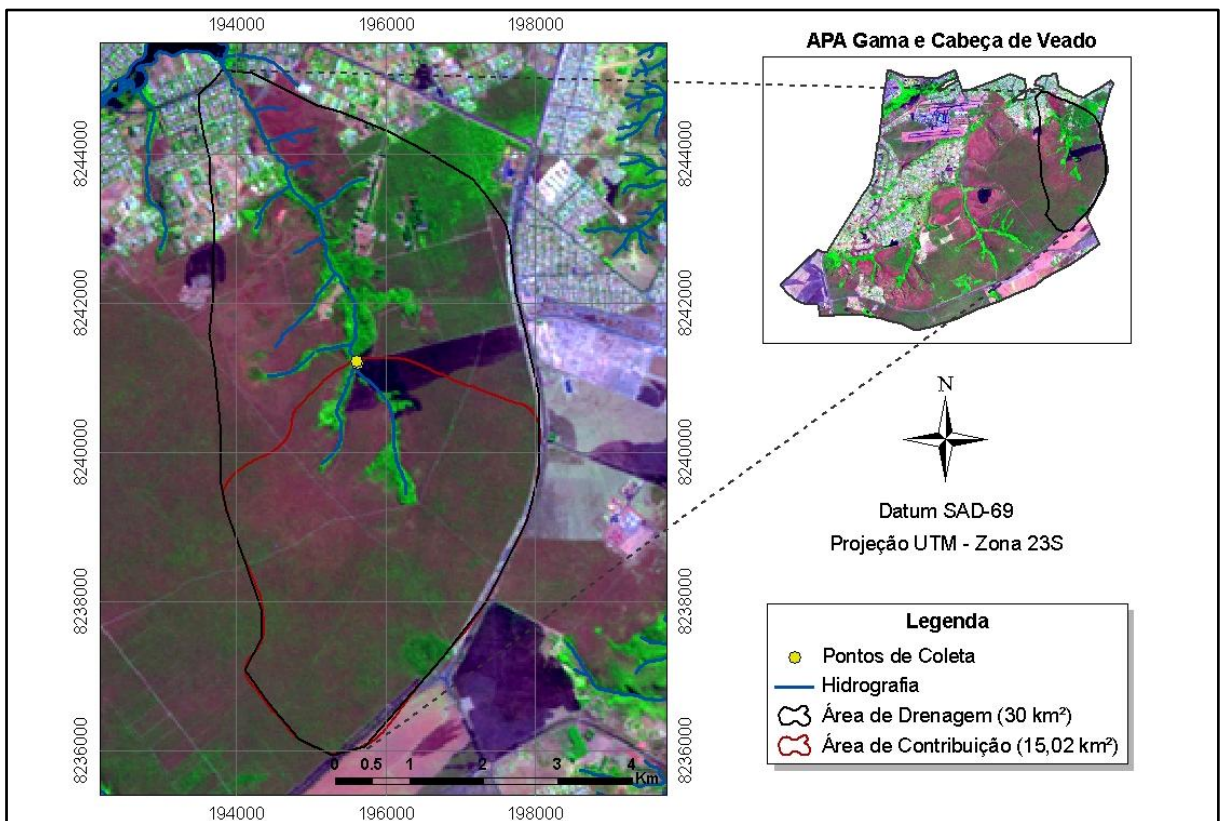 194000 196000 198000
APA Gama e Cabeça de Veado
8244000
8244000
8242000
8242000
8240000
8240000
8238000
8238000
8236000
8236000
N
Datum SAD-69
Projeção UTM - Zona 23S
Legenda
Pontos de Coleta
Hidrografia
Área de Drenagem (30 km²)
Área de Contribuição (15,02 km²)
0 0.5 1 2 3 4
Km
194000 196000 198000